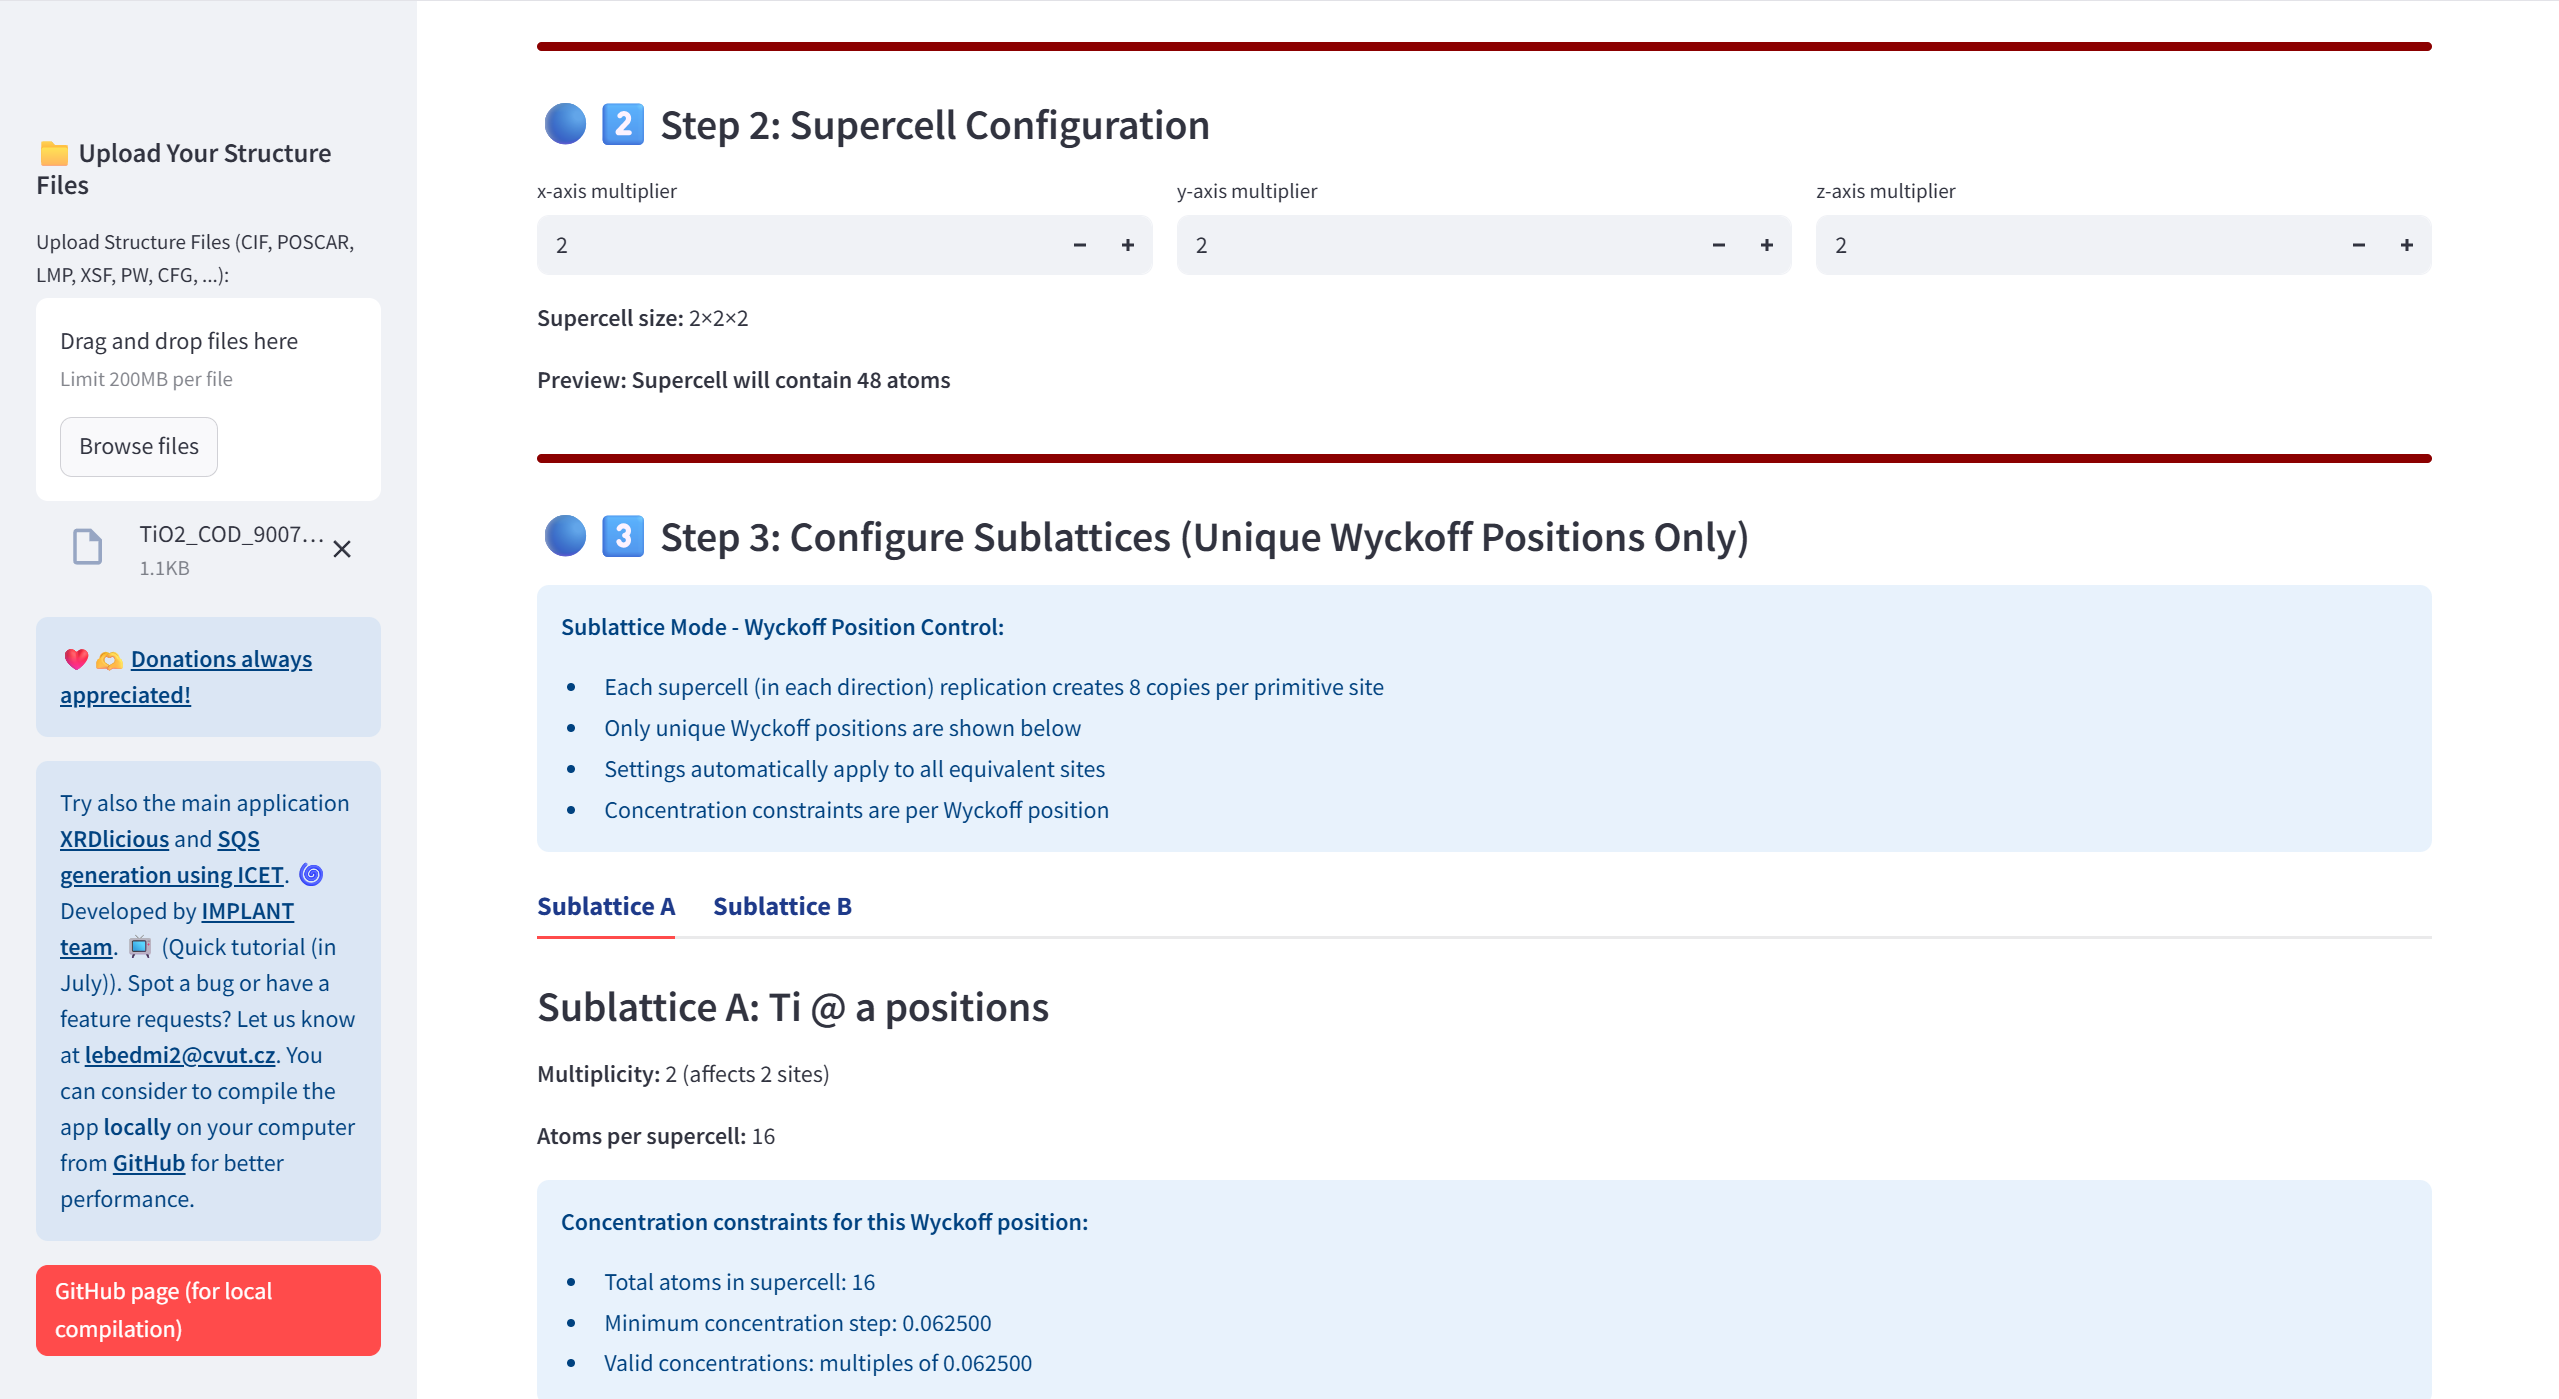 Upload Your Structure
Files
Upload Structure Files (CIF, POSCAR,
LMP, XSF, PW, CFG, ...):
Drag and drop files here
Limit 200MB per file
Browse files
TiO2_COD_9007...
1.1KB
Donations always
appreciated!
Try also the main application
XRDlicious and SQS
generation using ICET.
Developed by IMPLANT
team. (Quick tutorial (in
July)). Spot a bug or have a
feature requests? Let us know
at lebedmi2@cvut.cz. You
can consider to compile the
app locally on your computer
from GitHub for better
performance.
GitHub page (for local
compilation)
2 Step 2: Supercell Configuration
x-axis multiplier
y-axis multiplier
z-axis multiplier
2
2
2
Supercell size: 2×2×2
Preview: Supercell will contain 48 atoms
3 Step 3: Configure Sublattices (Unique Wyckoff Positions Only)
Sublattice Mode - Wyckoff Position Control:
• Each supercell (in each direction) replication creates 8 copies per primitive site
• Only unique Wyckoff positions are shown below
• Settings automatically apply to all equivalent sites
• Concentration constraints are per Wyckoff position
Sublattice A
Sublattice B
Sublattice A: Ti @ a positions
Multiplicity: 2 (affects 2 sites)
Atoms per supercell: 16
Concentration constraints for this Wyckoff position:
• Total atoms in supercell: 16
• Minimum concentration step: 0.062500
• Valid concentrations: multiples of 0.062500